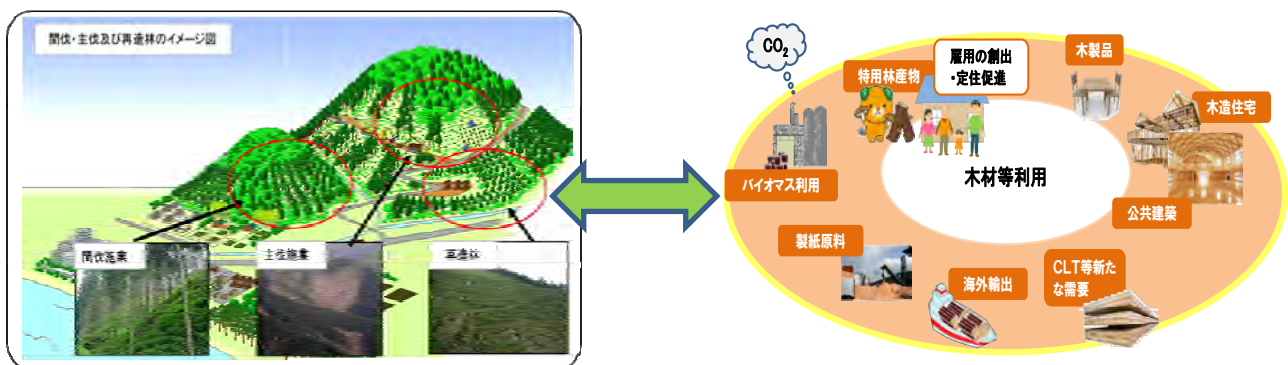 間伐・主伐及び再造林のイメージ図
間伐施業
主伐施業
再造林
CO2
特用林産物
雇用の創出
・定住促進
木製品
木造住宅
バイオマス利用
木材等利用
公共建築
製紙原料
海外輸出
CLT等新た
な需要